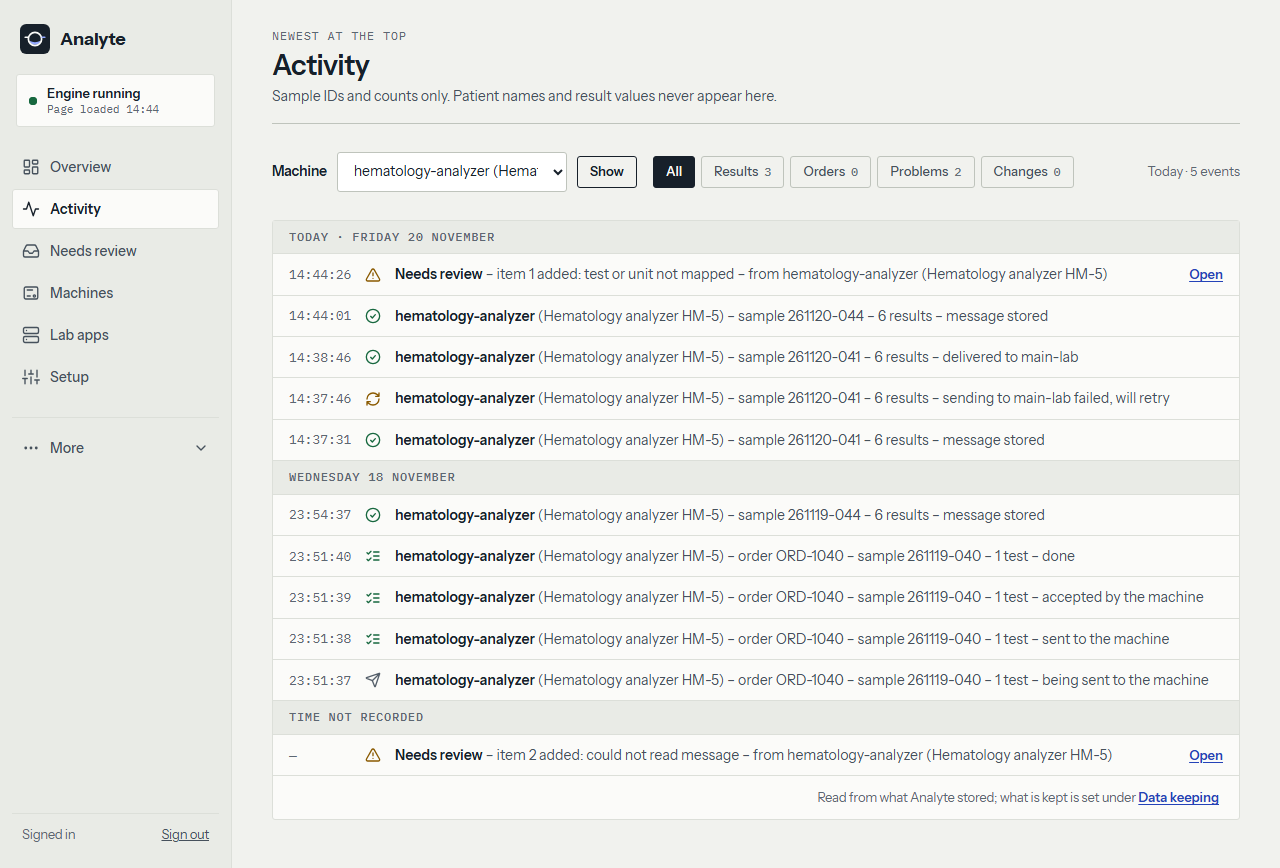 Analyte
Engine running
Page loaded 14:44
Overview
Activity
Needs review
Machines
Lab apps
Setup
More
Signed in
Sign out
NEWEST AT THE TOP
Activity
Sample IDs and counts only. Patient names and result values never appear here.
Machine
hematology-analyzer (Hema
Show
All
Results 3
Orders 0
Problems 2
Changes 0
Today · 5 events
TODAY · FRIDAY 20 NOVEMBER
14:44:26 Needs review – item 1 added: test or unit not mapped – from hematology-analyzer (Hematology analyzer HM-5) Open
14:44:01 hematology-analyzer (Hematology analyzer HM-5) – sample 261120-044 – 6 results – message stored
14:38:46 hematology-analyzer (Hematology analyzer HM-5) – sample 261120-041 – 6 results – delivered to main-lab
14:37:46 hematology-analyzer (Hematology analyzer HM-5) – sample 261120-041 – 6 results – sending to main-lab failed, will retry
14:37:31 hematology-analyzer (Hematology analyzer HM-5) – sample 261120-041 – 6 results – message stored
WEDNESDAY 18 NOVEMBER
23:54:37 hematology-analyzer (Hematology analyzer HM-5) – sample 261119-044 – 6 results – message stored
23:51:40 hematology-analyzer (Hematology analyzer HM-5) – order ORD-1040 – sample 261119-040 – 1 test – done
23:51:39 hematology-analyzer (Hematology analyzer HM-5) – order ORD-1040 – sample 261119-040 – 1 test – accepted by the machine
23:51:38 hematology-analyzer (Hematology analyzer HM-5) – order ORD-1040 – sample 261119-040 – 1 test – sent to the machine
23:51:37 hematology-analyzer (Hematology analyzer HM-5) – order ORD-1040 – sample 261119-040 – 1 test – being sent to the machine
TIME NOT RECORDED
– Needs review – item 2 added: could not read message – from hematology-analyzer (Hematology analyzer HM-5) Open
Read from what Analyte stored; what is kept is set under Data keeping